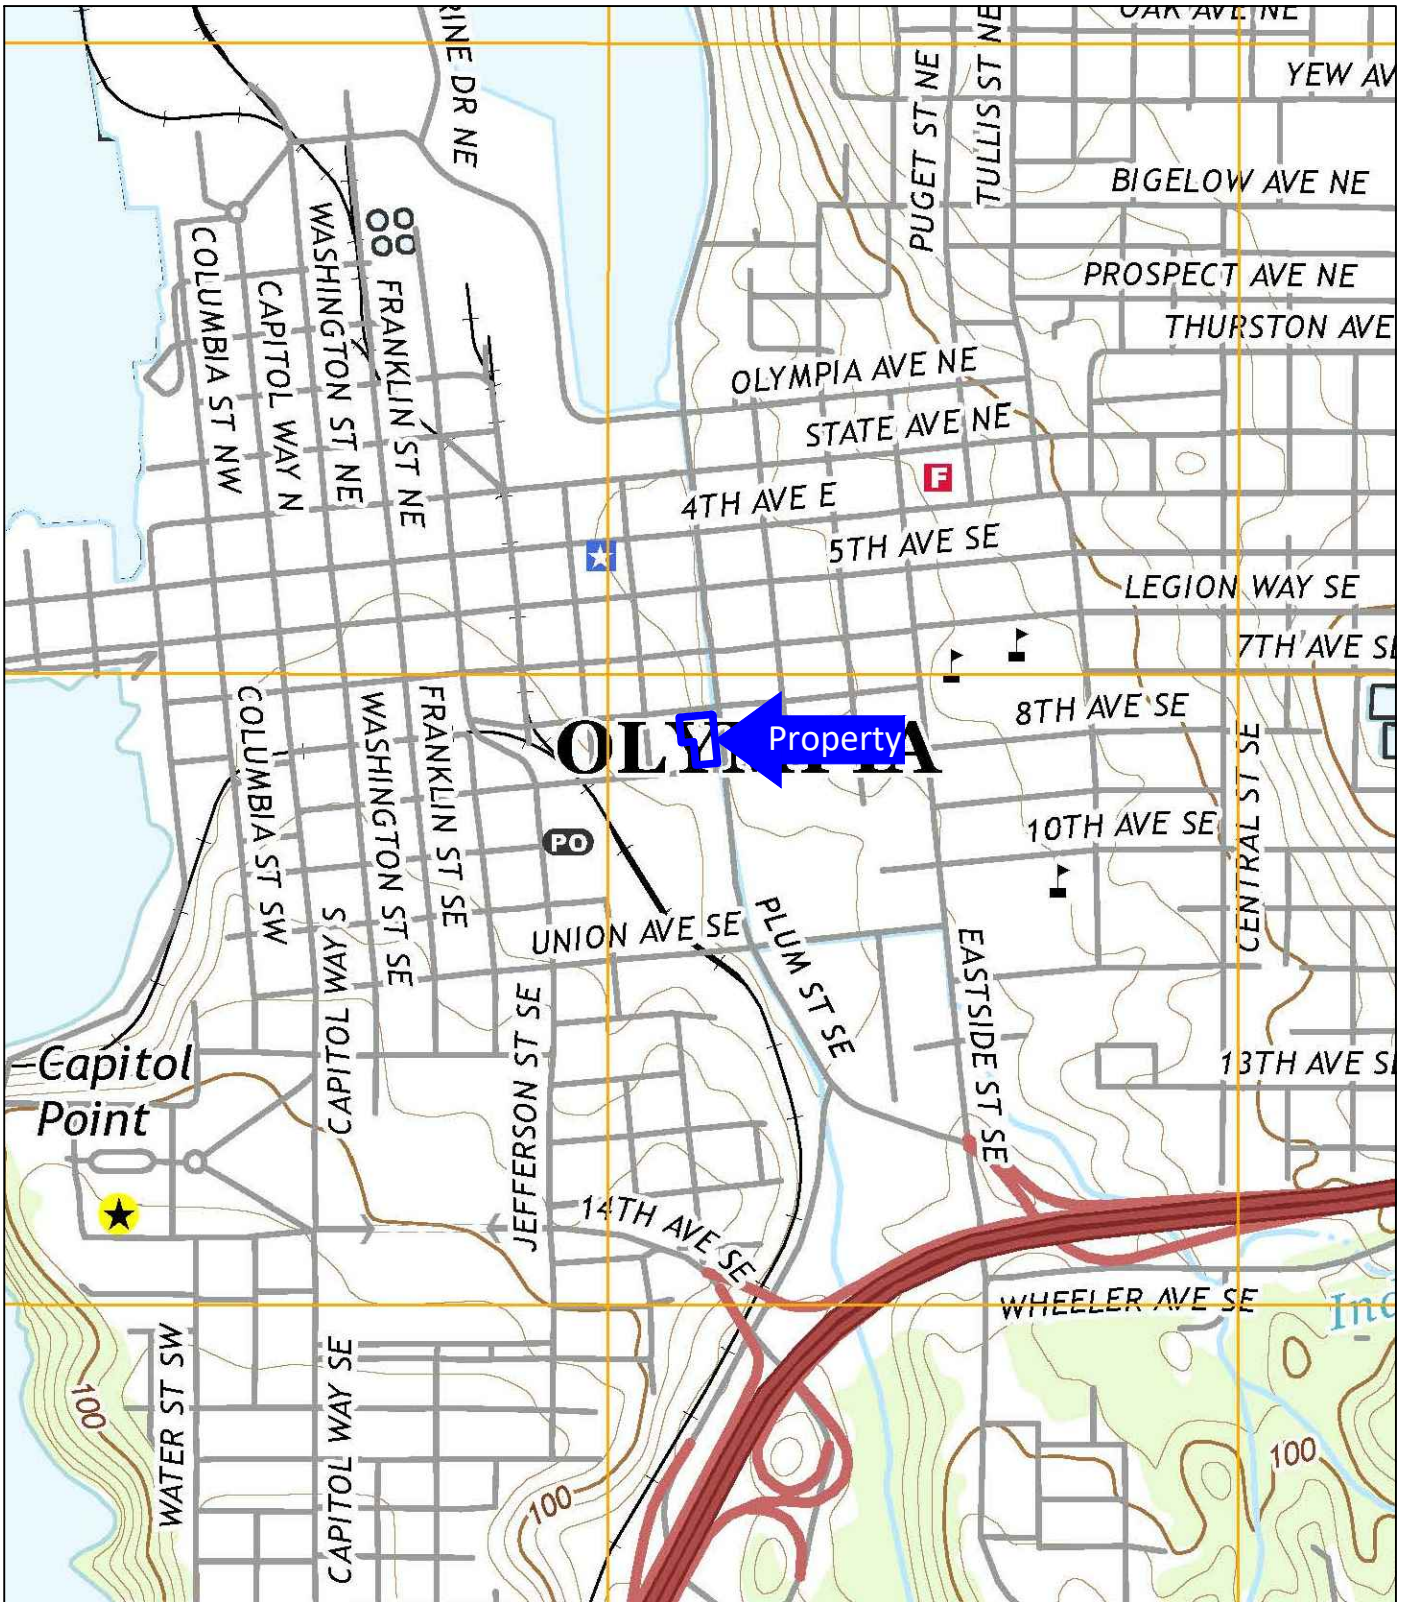 OAK AVE NE
YEW AV
RINE DR NE
PUGET ST NE
TULLIS ST NE
BIGELOW AVE NE
PROSPECT AVE NE
THURSTON AVE
COLUMBIA ST NW
CAPITOL WAY N
WASHINGTON ST NE
FRANKLIN ST NE
OLYMPIA AVE NE
STATE AVE NE
F
4TH AVE E
5TH AVE SE
LEGION WAY SE
7TH AVE SE
8TH AVE SE
COLUMBIA ST SW
WASHINGTON ST SE
FRANKLIN ST SE
OLYMPIA
Property
PO
10TH AVE SE
CENTRAL ST SE
UNION AVE SE
PLUM ST SE
EASTSIDE ST SE
CAPITOL WAY S
JEFFERSON ST SE
Capitol
Point
13TH AVE SE
14TH AVE SE
WHEELER AVE SE
Ind
WATER ST SW
CAPITOL WAY SE
100
100
100